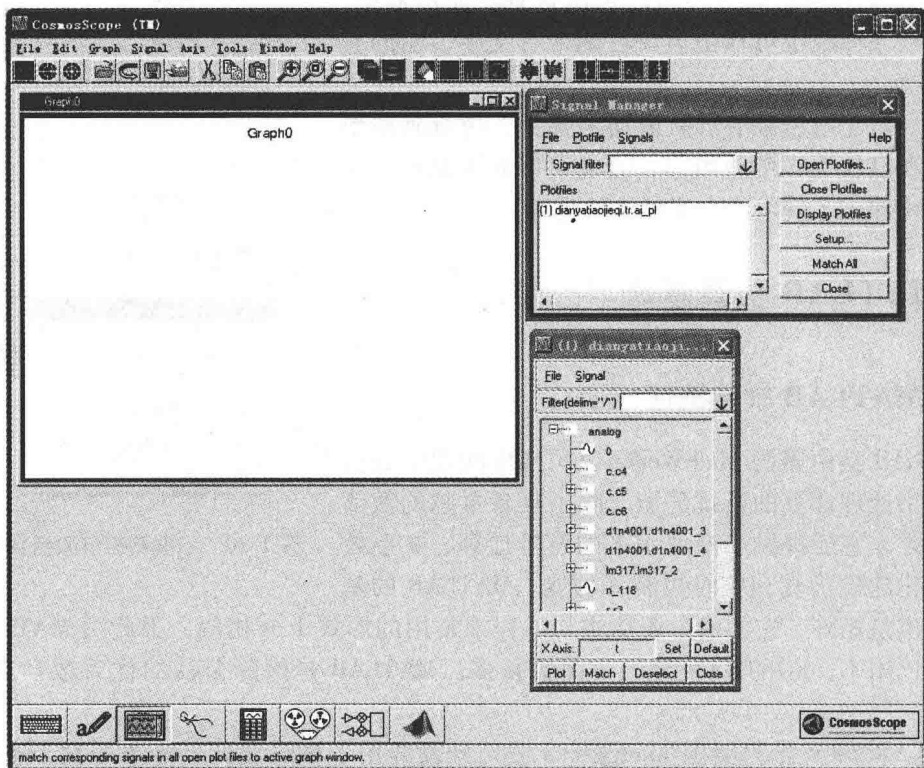 CosmosScope (TM)
File Edit Graph Signal Axis Tools Window Help
Graph0
Graph0
Signal Manager
File Plotfile Signals Help
Signal filter
Open Plotfiles...
Plotfiles
Close Plotfiles
(1) dianyatiaojieqi.tr.ai_pl
Display Plotfiles
Setup...
Match All
Close
(1) dianyatiaoji...
File Signal
Filter(delim="/")
analog
0
c.c4
c.c5
c.c6
d1n4001.d1n4001_3
d1n4001.d1n4001_4
lm317.lm317_2
n_118
X Axis: t Set Default
Plot Match Deselect Close
CosmosScope
match corresponding signals in all open plot files to active graph window.